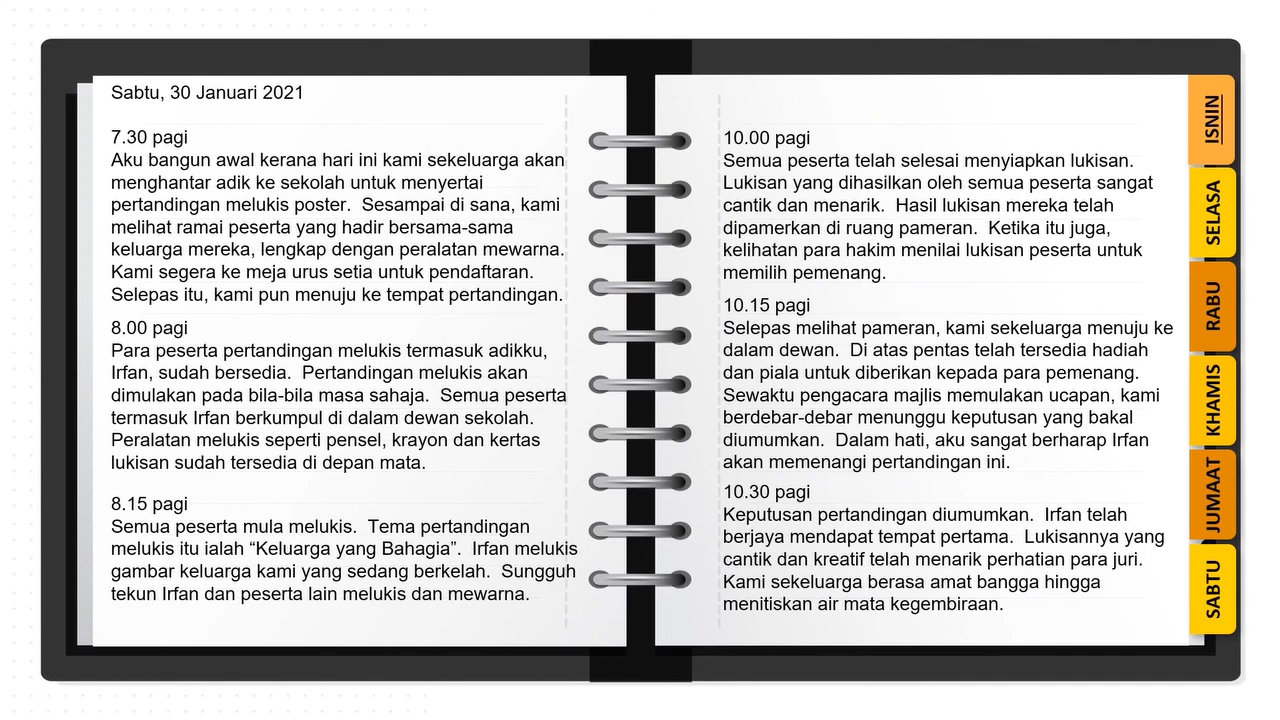 Sabtu, 30 Januari 2021
7.30 pagi
Aku bangun awal kerana hari ini kami sekeluarga akan
menghantar adik ke sekolah untuk menyertai
pertandingan melukis poster.  Sesampai di sana, kami
melihat ramai peserta yang hadir bersama-sama
keluarga mereka, lengkap dengan peralatan mewarna.
Kami segera ke meja urus setia untuk pendaftaran.
Selepas itu, kami pun menuju ke tempat pertandingan.
8.00 pagi
Para peserta pertandingan melukis termasuk adikku,
Irfan, sudah bersedia.  Pertandingan melukis akan
dimulakan pada bila-bila masa sahaja.  Semua peserta
termasuk Irfan berkumpul di dalam dewan sekolah.
Peralatan melukis seperti pensel, krayon dan kertas
lukisan sudah tersedia di depan mata.
8.15 pagi
Semua peserta mula melukis.  Tema pertandingan
melukis itu ialah “Keluarga yang Bahagia”.  Irfan melukis
gambar keluarga kami yang sedang berkelah.  Sungguh
tekun Irfan dan peserta lain melukis dan mewarna.
10.00 pagi
Semua peserta telah selesai menyiapkan lukisan.
Lukisan yang dihasilkan oleh semua peserta sangat
cantik dan menarik.  Hasil lukisan mereka telah
dipamerkan di ruang pameran.  Ketika itu juga,
kelihatan para hakim menilai lukisan peserta untuk
memilih pemenang.
10.15 pagi
Selepas melihat pameran, kami sekeluarga menuju ke
dalam dewan.  Di atas pentas telah tersedia hadiah
dan piala untuk diberikan kepada para pemenang.
Sewaktu pengacara majlis memulakan ucapan, kami
berdebar-debar menunggu keputusan yang bakal
diumumkan.  Dalam hati, aku sangat berharap Irfan
akan memenangi pertandingan ini.
10.30 pagi
Keputusan pertandingan diumumkan.  Irfan telah
berjaya mendapat tempat pertama.  Lukisannya yang
cantik dan kreatif telah menarik perhatian para juri.
Kami sekeluarga berasa amat bangga hingga
menitiskan air mata kegembiraan.
ISNIN
SELASA
RABU
KHAMIS
JUMAAT
SABTU